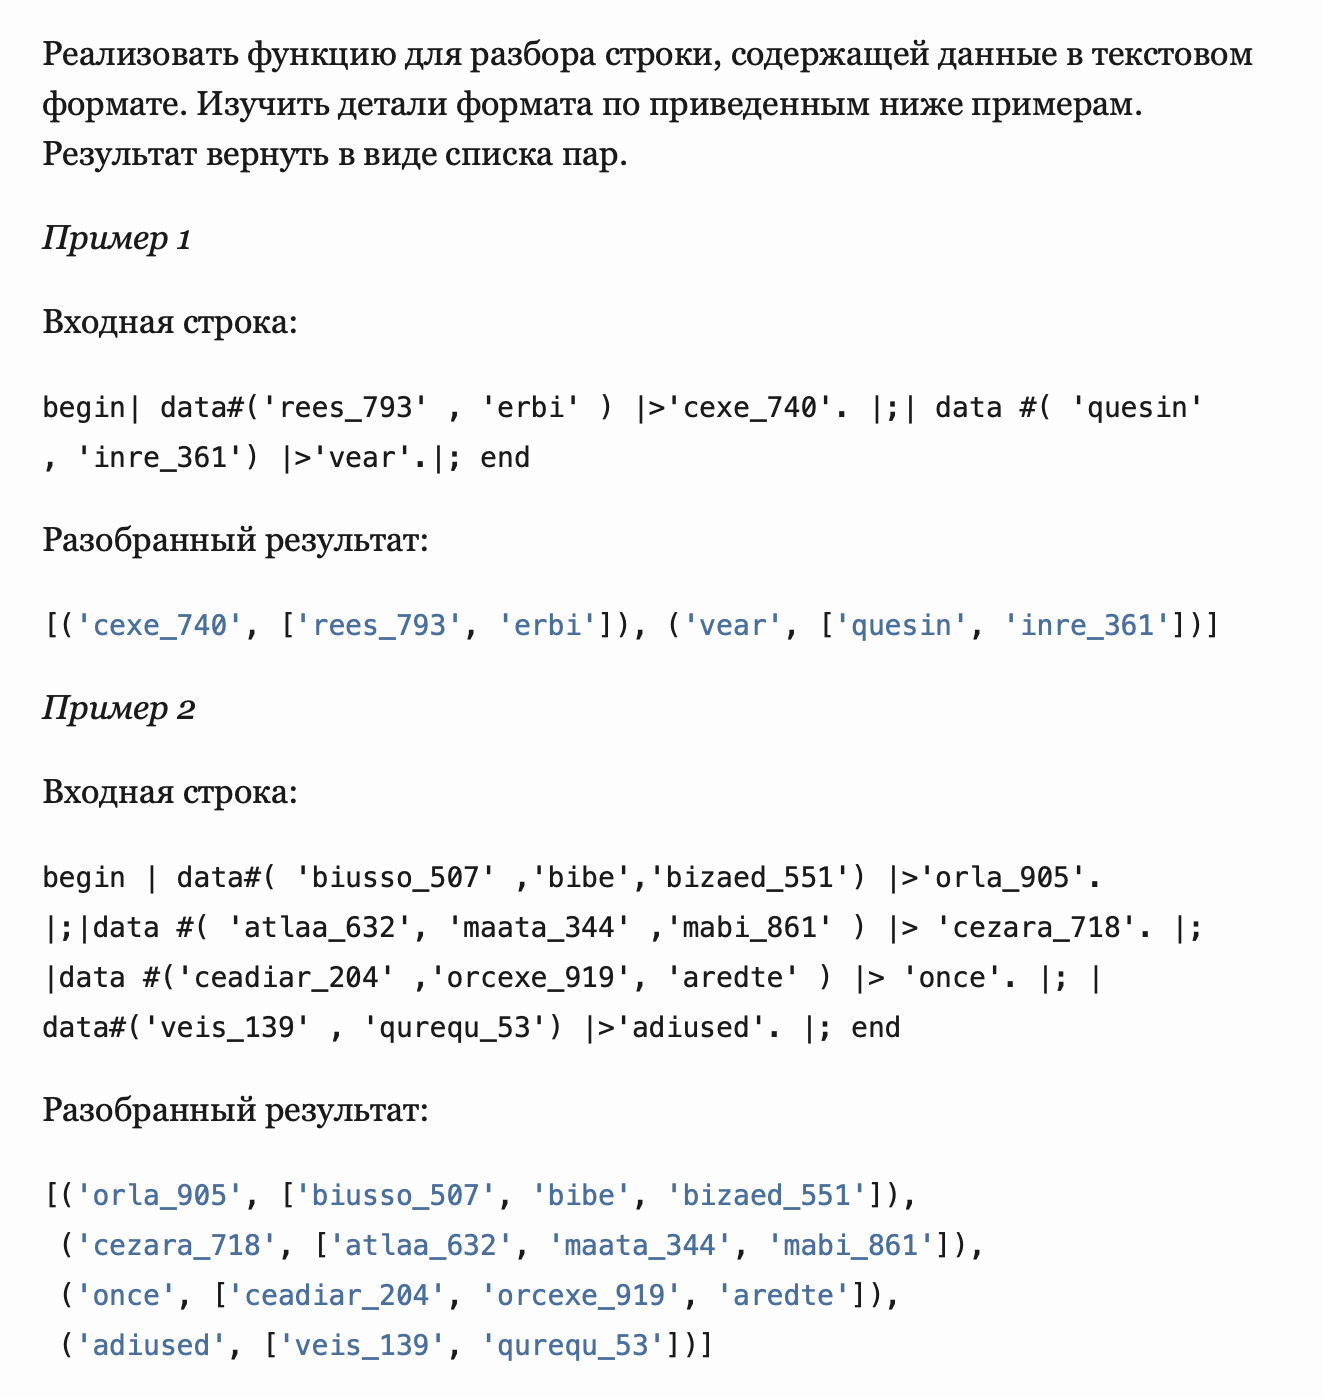 Реализовать функцию для разбора строки, содержащей данные в текстовом
формате. Изучить детали формата по приведенным ниже примерам.
Результат вернуть в виде списка пар.
Пример 1
Входная строка:
begin| data#('rees_793' , 'erbi' ) |>'cexe_740'. |;| data #( 'quesin'
, 'inre_361') |>'vear'.|; end
Разобранный результат:
[('cexe_740', ['rees_793', 'erbi']), ('vear', ['quesin', 'inre_361'])]
Пример 2
Входная строка:
begin | data#( 'biusso_507' ,'bibe','bizaed_551') |>'orla_905'.
|;|data #( 'atlaa_632', 'maata_344' ,'mabi_861' ) |> 'cezara_718'. |;
|data #('ceadiar_204' ,'orcexe_919', 'aredte' ) |> 'once'. |; |
data#('veis_139' , 'qurequ_53') |>'adiused'. |; end
Разобранный результат:
[('orla_905', ['biusso_507', 'bibe', 'bizaed_551']),
('cezara_718', ['atlaa_632', 'maata_344', 'mabi_861']),
('once', ['ceadiar_204', 'orcexe_919', 'aredte']),
('adiused', ['veis_139', 'qurequ_53'])]